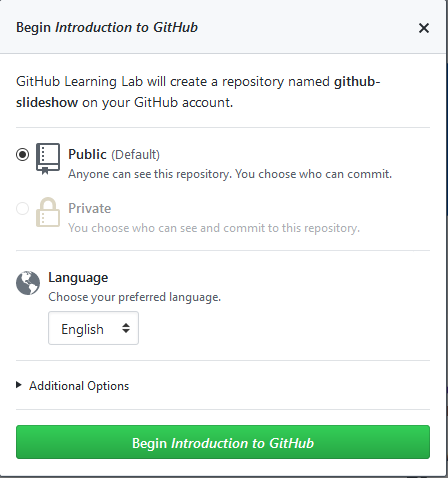 Begin Introduction to GitHub
GitHub Learning Lab will create a repository named github-
slideshow on your GitHub account.
Public (Default)
Anyone can see this repository. You choose who can commit.
Private
You choose who can see and commit to this repository.
Language
Choose your preferred language.
English
Additional Options
Begin Introduction to GitHub